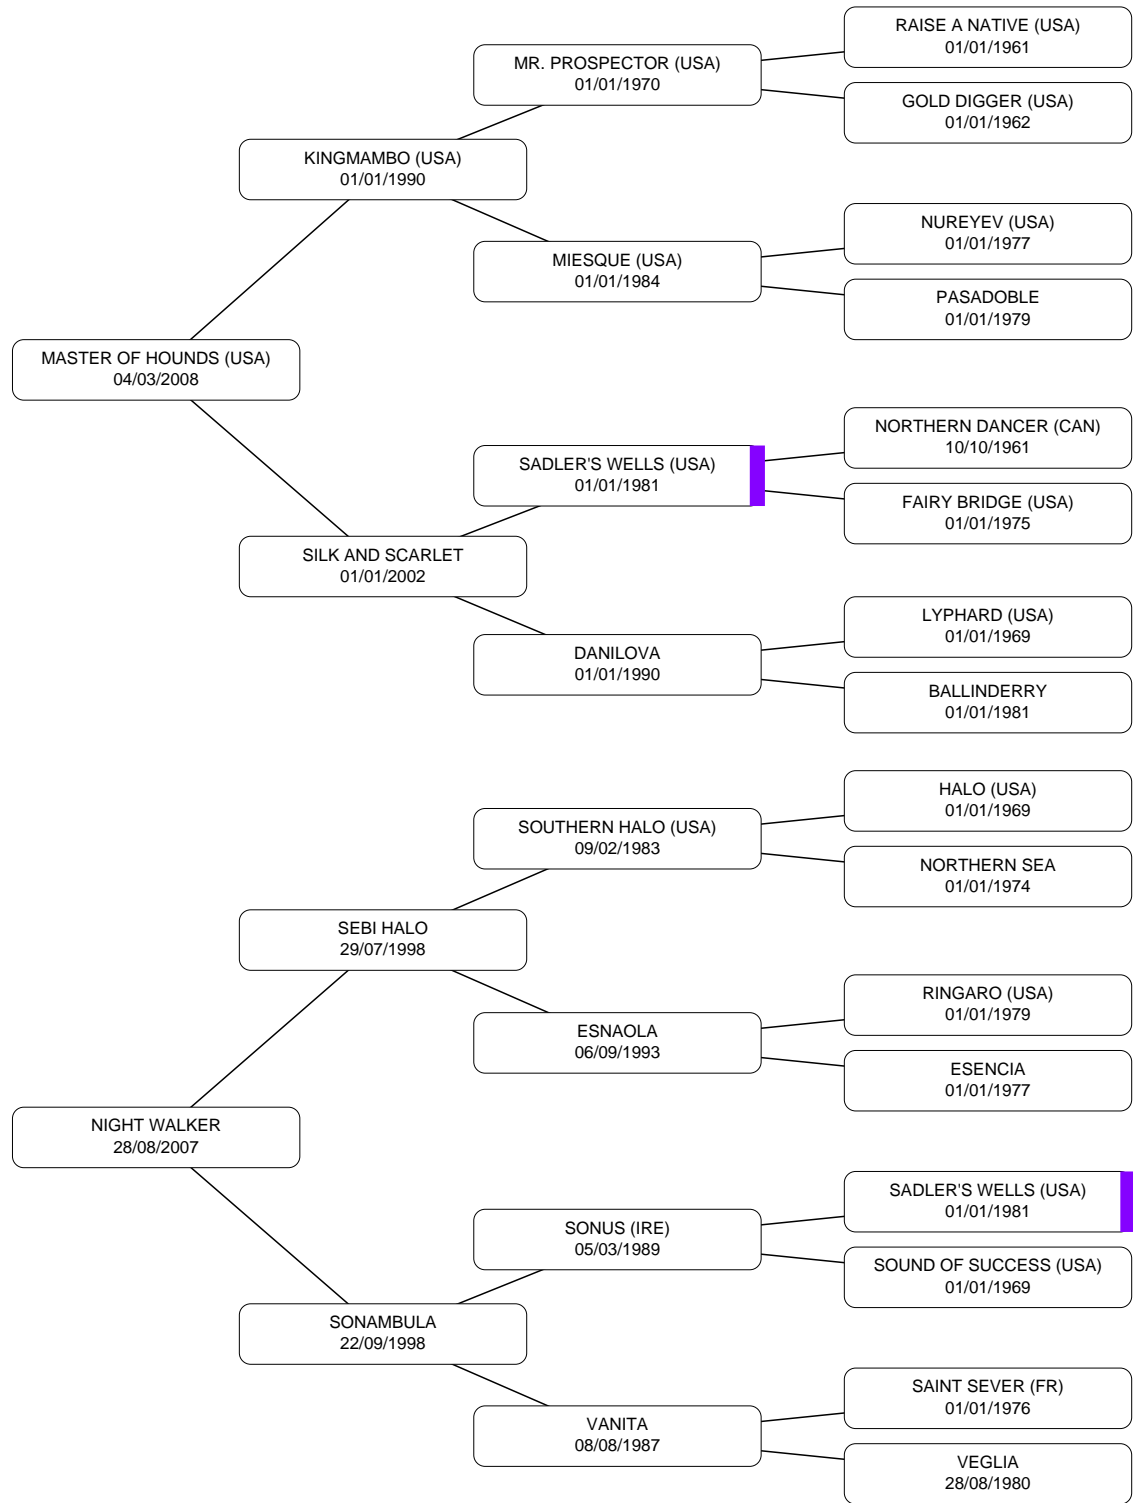 RAISE A NATIVE (USA)
01/01/1961
MR. PROSPECTOR (USA)
01/01/1970
GOLD DIGGER (USA)
01/01/1962
KINGMAMBO (USA)
01/01/1990
NUREYEV (USA)
01/01/1977
MIESQUE (USA)
01/01/1984
PASADOBLE
01/01/1979
MASTER OF HOUNDS (USA)
04/03/2008
NORTHERN DANCER (CAN)
10/10/1961
SADLER'S WELLS (USA)
01/01/1981
FAIRY BRIDGE (USA)
01/01/1975
SILK AND SCARLET
01/01/2002
LYPHARD (USA)
01/01/1969
DANILOVA
01/01/1990
BALLINDERRY
01/01/1981
HALO (USA)
01/01/1969
SOUTHERN HALO (USA)
09/02/1983
NORTHERN SEA
01/01/1974
SEBI HALO
29/07/1998
RINGARO (USA)
01/01/1979
ESNAOLA
06/09/1993
ESENCIA
01/01/1977
NIGHT WALKER
28/08/2007
SADLER'S WELLS (USA)
01/01/1981
SONUS (IRE)
05/03/1989
SOUND OF SUCCESS (USA)
01/01/1969
SONAMBULA
22/09/1998
SAINT SEVER (FR)
01/01/1976
VANITA
08/08/1987
VEGLIA
28/08/1980